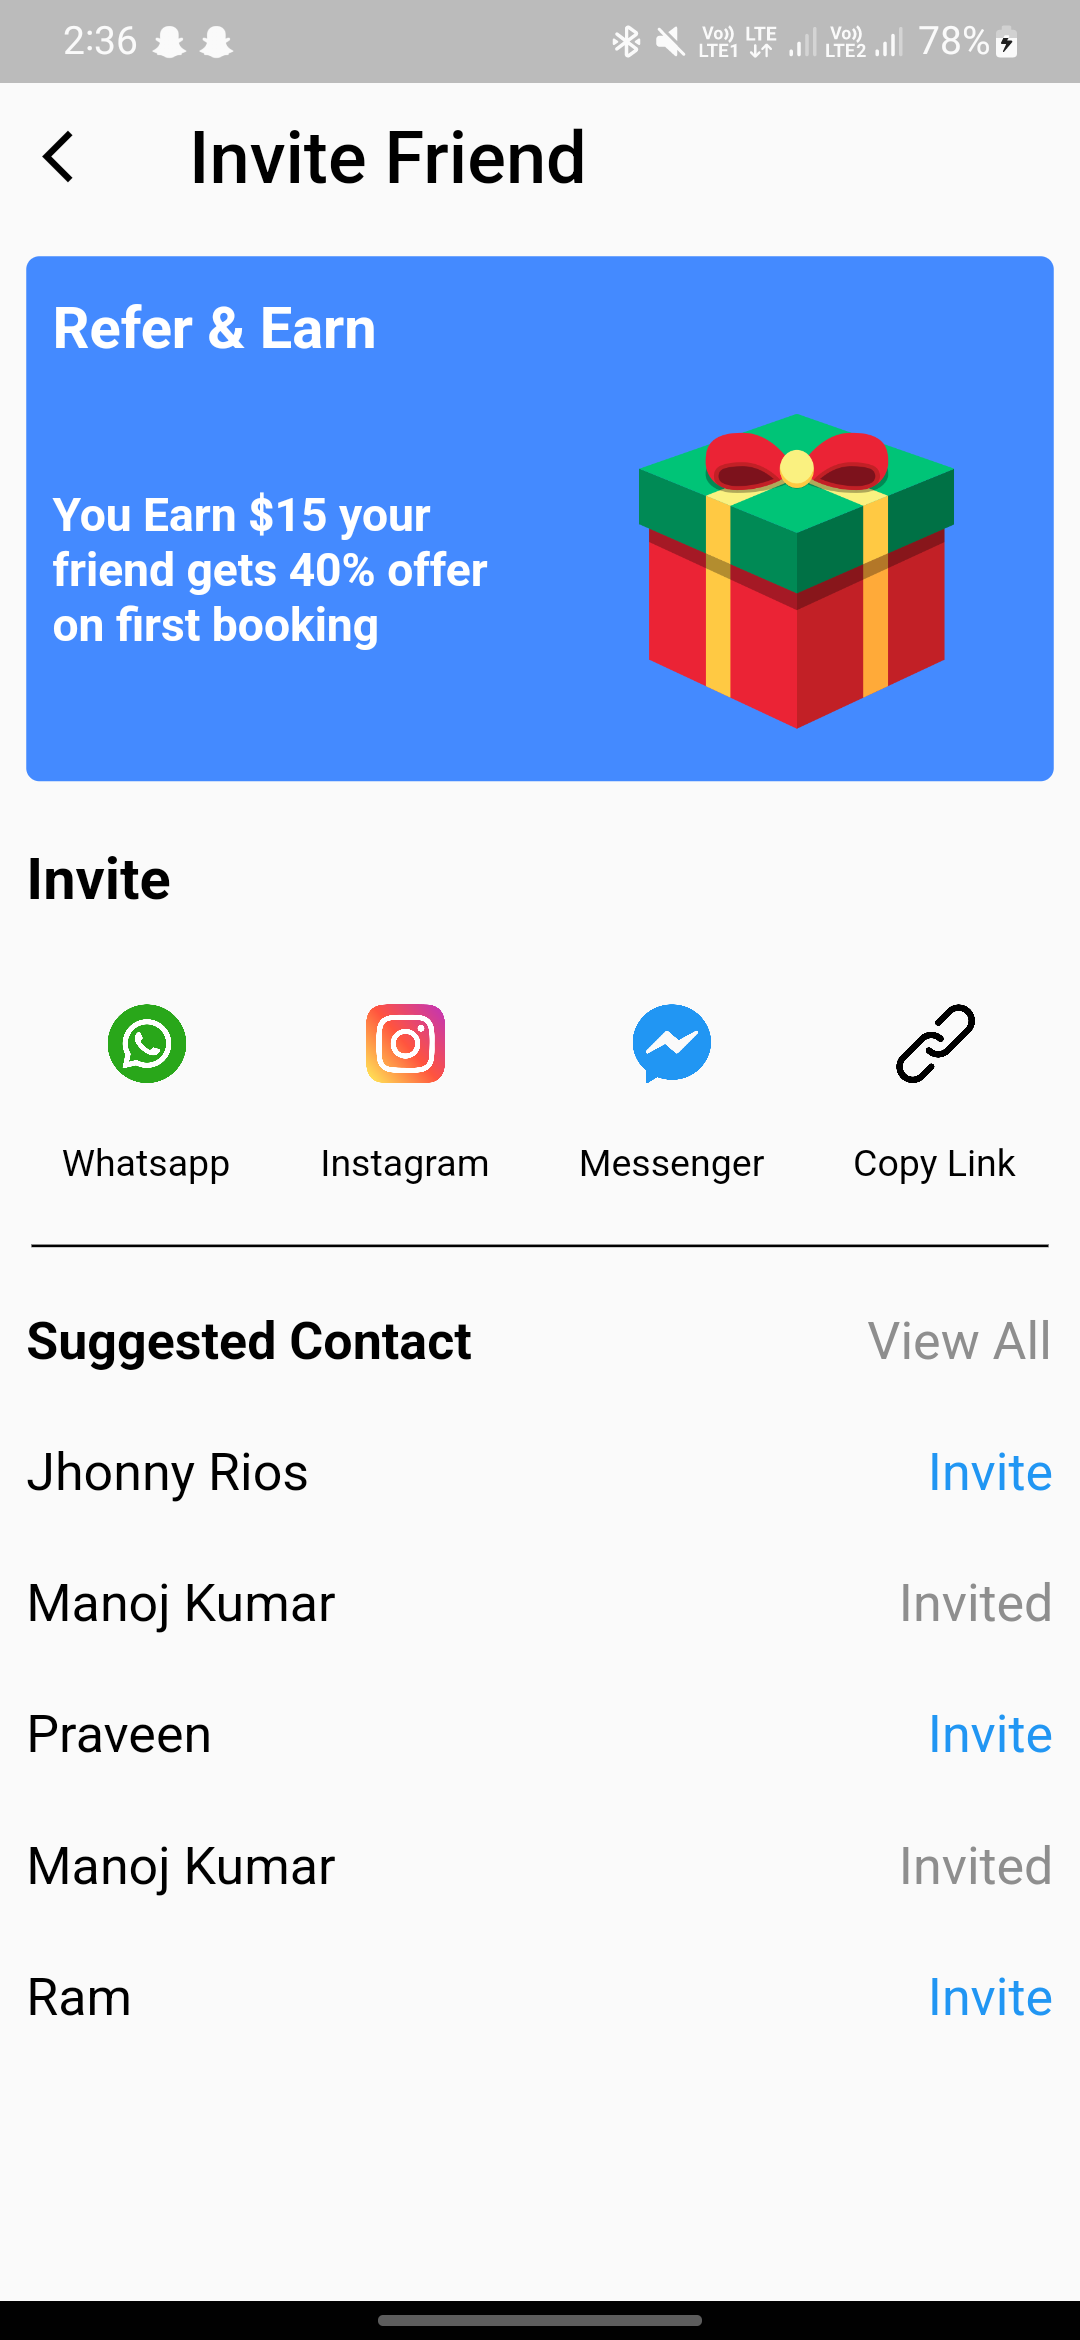 2:36
Vo)) LTE1 LTE Vo)) LTE2 78%
Invite Friend
Refer & Earn
You Earn $15 your
friend gets 40% offer
on first booking
Invite
Whatsapp Instagram Messenger Copy Link
Suggested Contact View All
Jhonny Rios Invite
Manoj Kumar Invited
Praveen Invite
Manoj Kumar Invited
Ram Invite